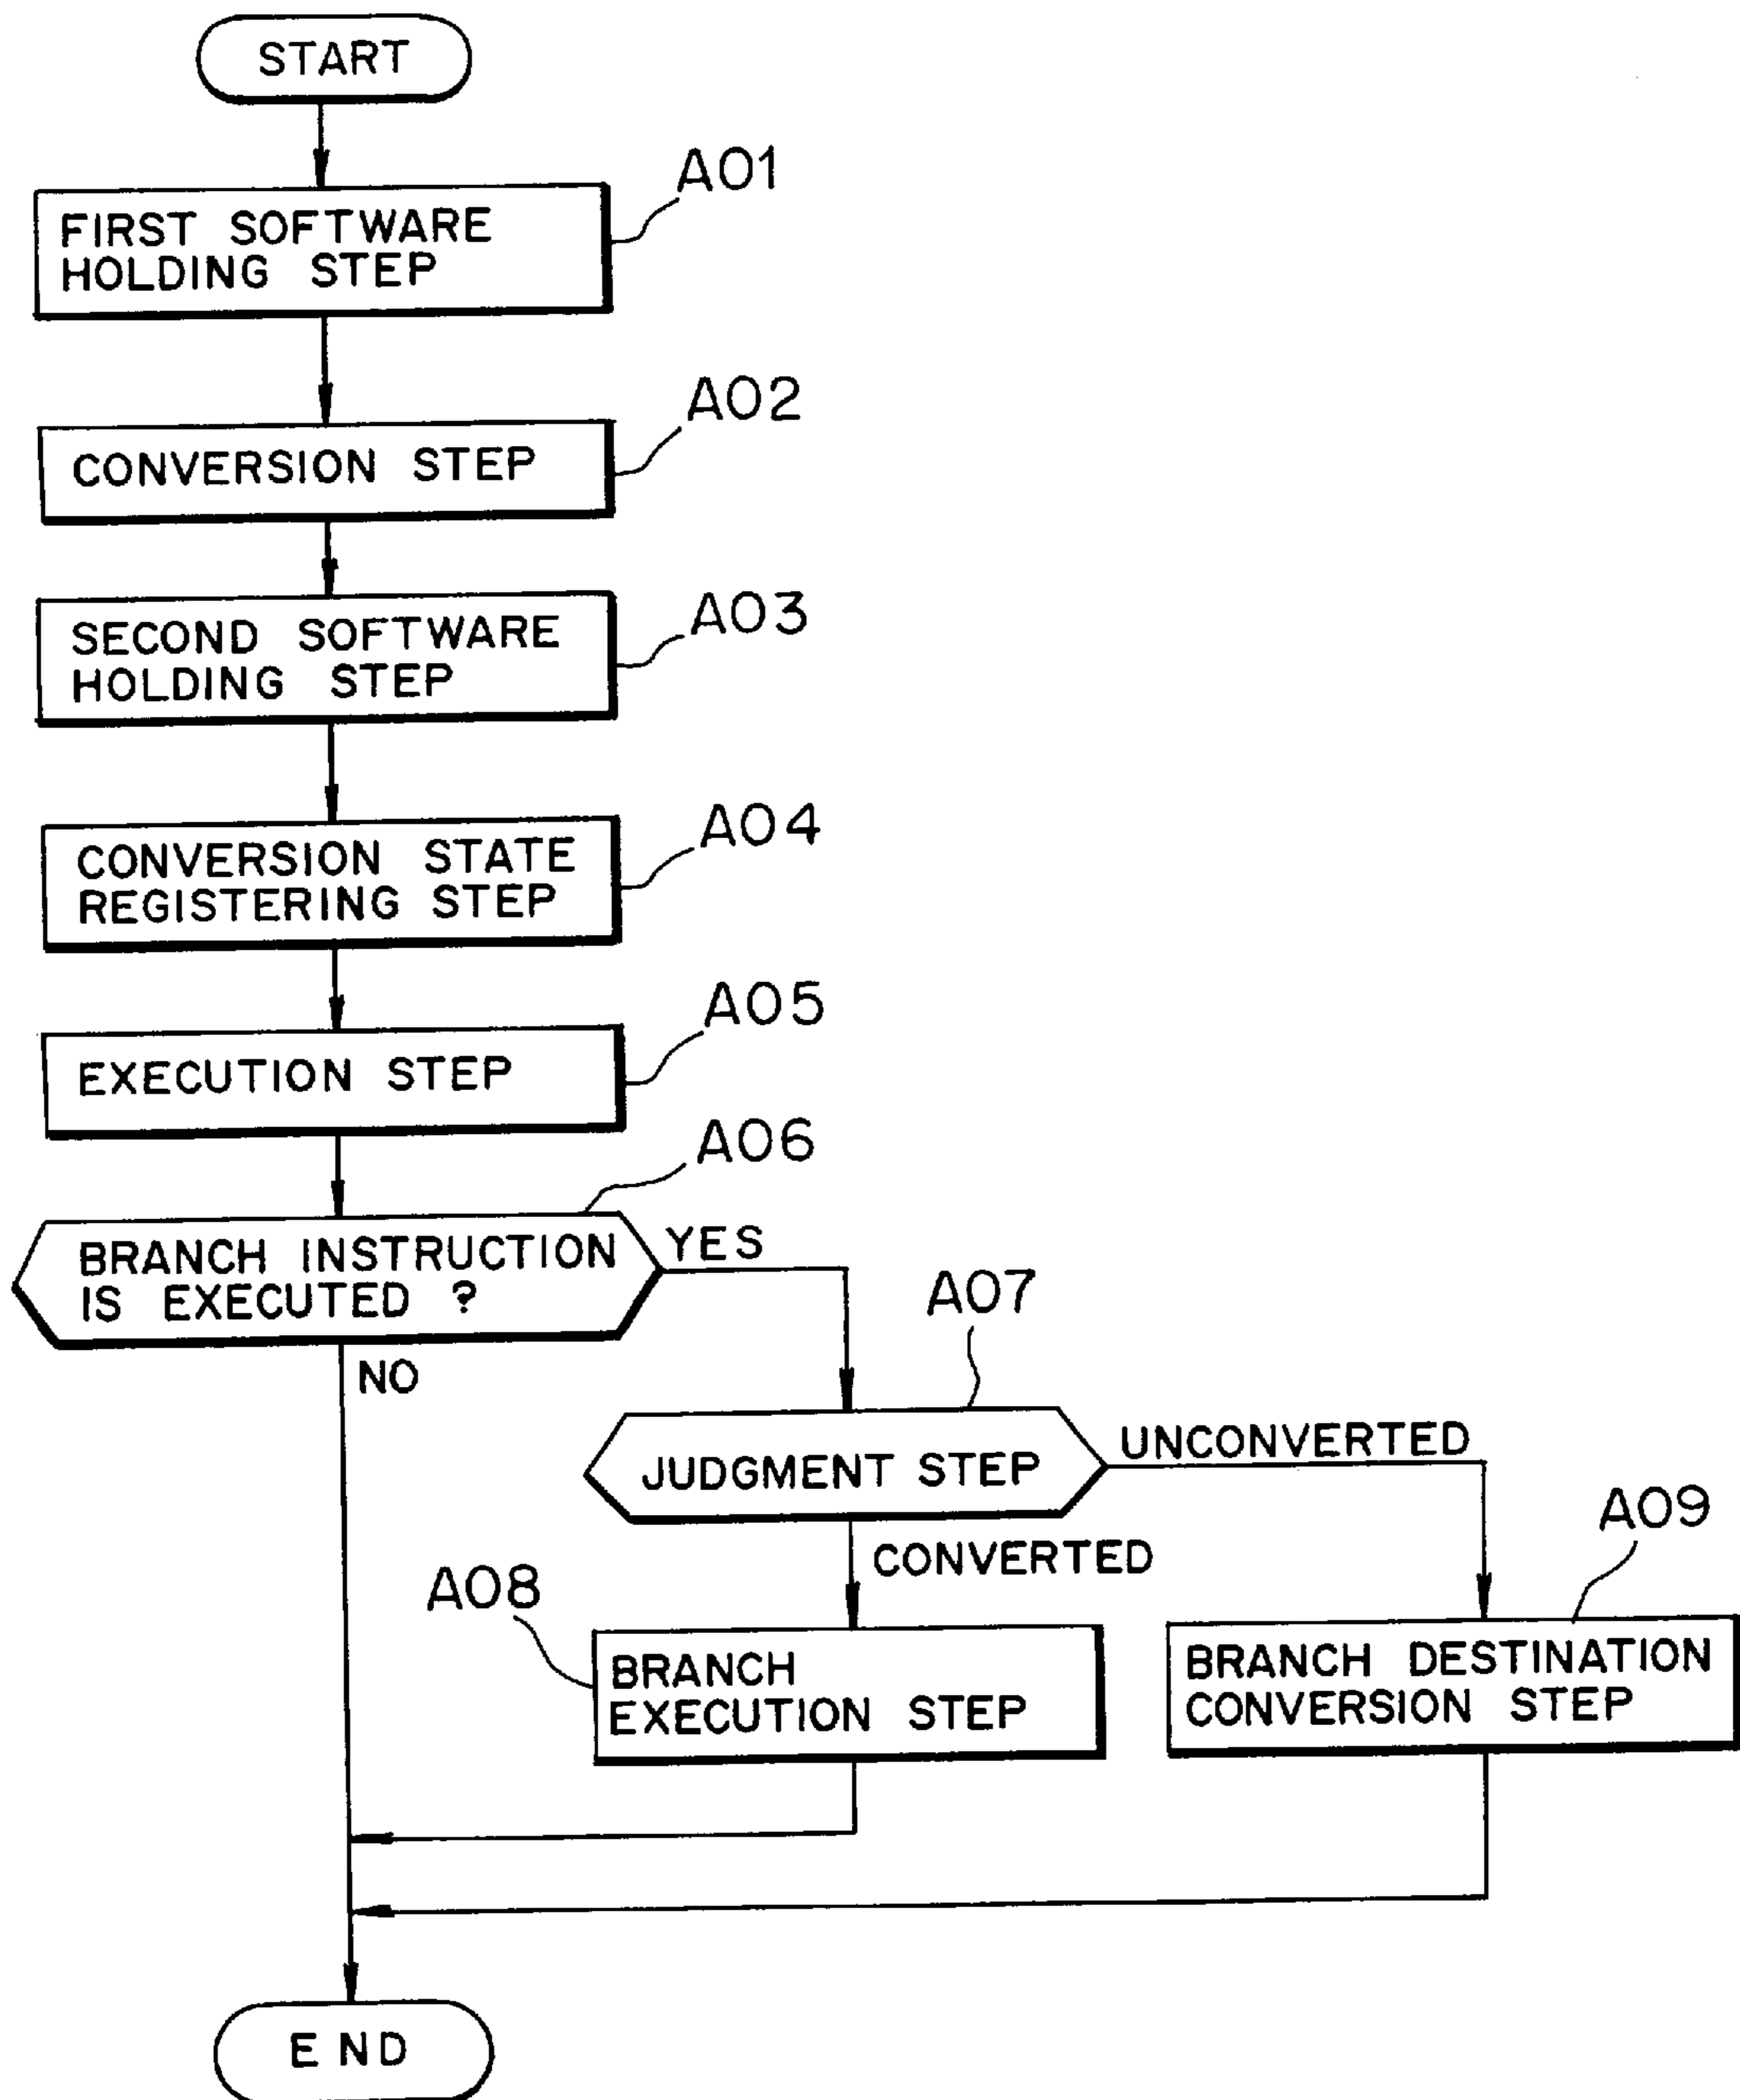 START
A01
FIRST SOFTWARE
HOLDING STEP
A02
CONVERSION STEP
A03
SECOND SOFTWARE
HOLDING STEP
A04
CONVERSION STATE
REGISTERING STEP
A05
EXECUTION STEP
A06
BRANCH INSTRUCTION
IS EXECUTED ?
YES
NO
A07
JUDGMENT STEP
UNCONVERTED
CONVERTED
A08
BRANCH
EXECUTION STEP
A09
BRANCH DESTINATION
CONVERSION STEP
END